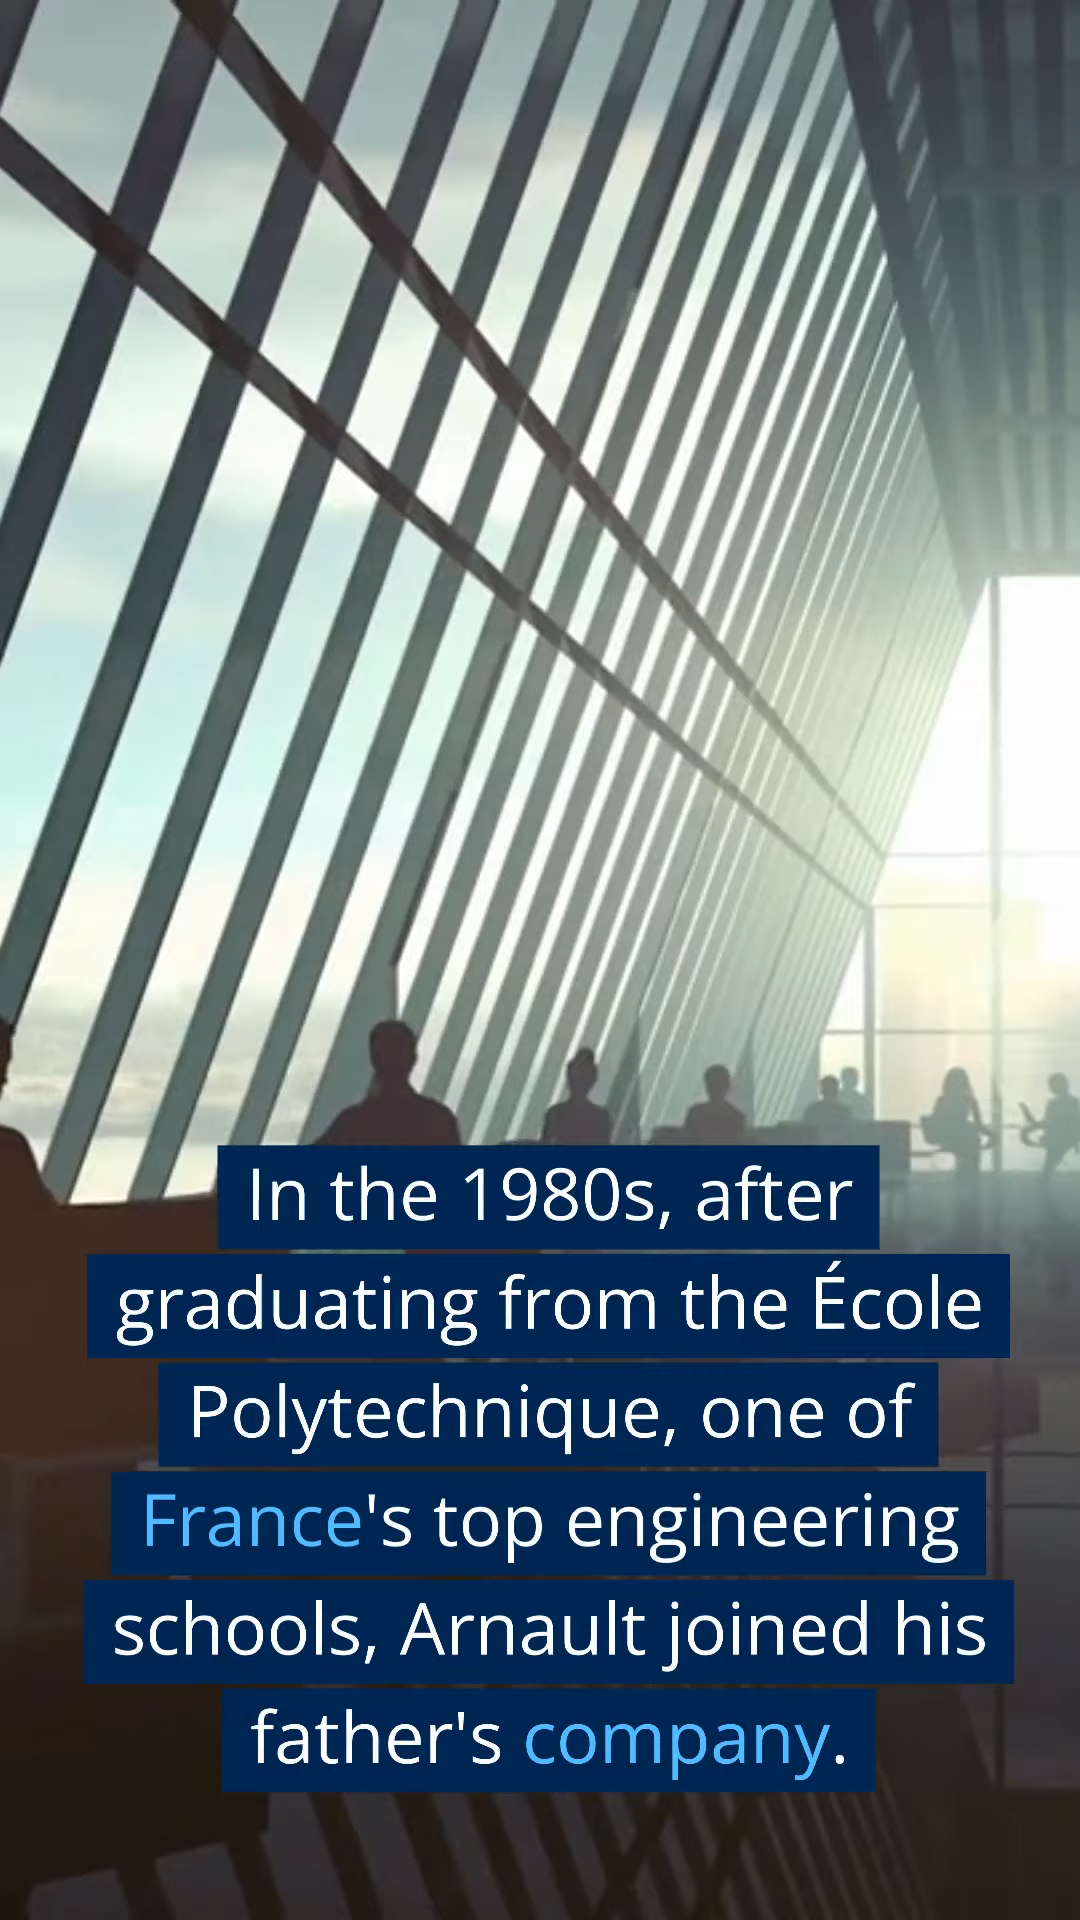 In the 1980s, after
graduating from the École
Polytechnique, one of
France's top engineering
schools, Arnault joined his
father's company.